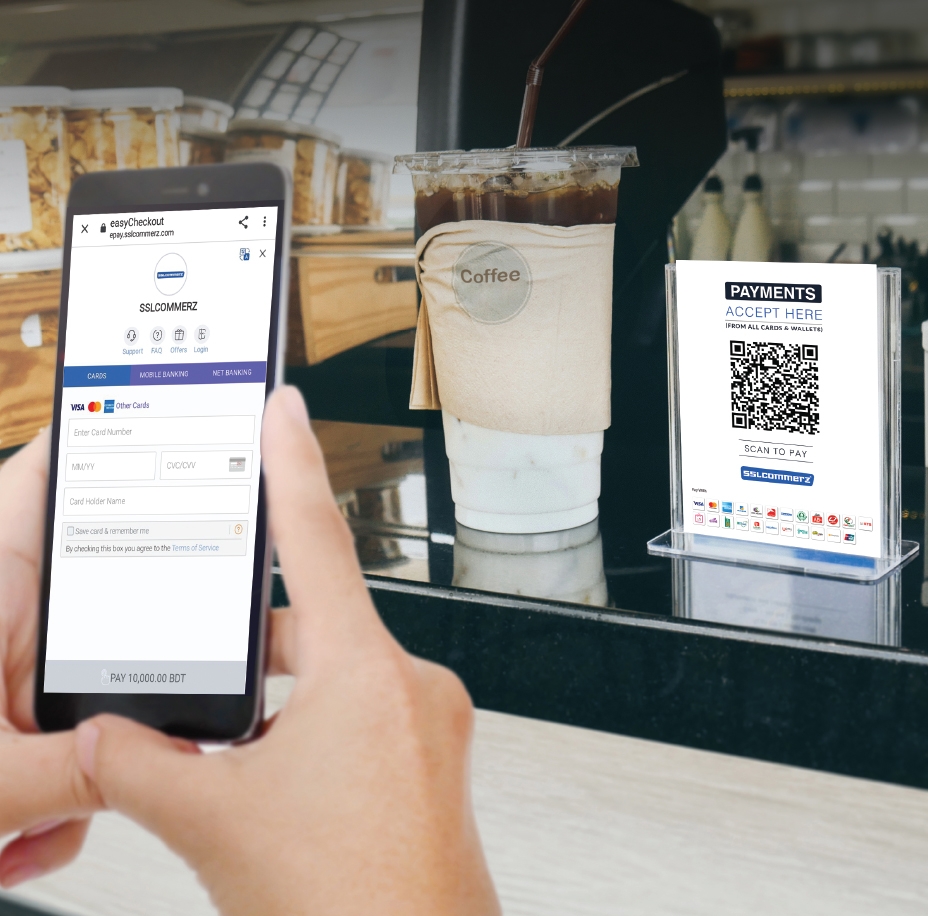 easyCheckout
epay.sslcommerz.com
SSLCOMMERZ
SSLCOMMERZ
Support FAQ Offers Login
CARDS MOBILE BANKING NET BANKING
VISA Other Cards
Enter Card Number
MM/YY CVC/CVV
Card Holder Name
Save card & remember me
By checking this box you agree to the Terms of Service
PAY 10,000.00 BDT
Coffee
PAYMENTS
ACCEPT HERE
(FROM ALL CARDS & WALLETS)
SCAN TO PAY
SSLCOMMERZ
Pay With
VISA